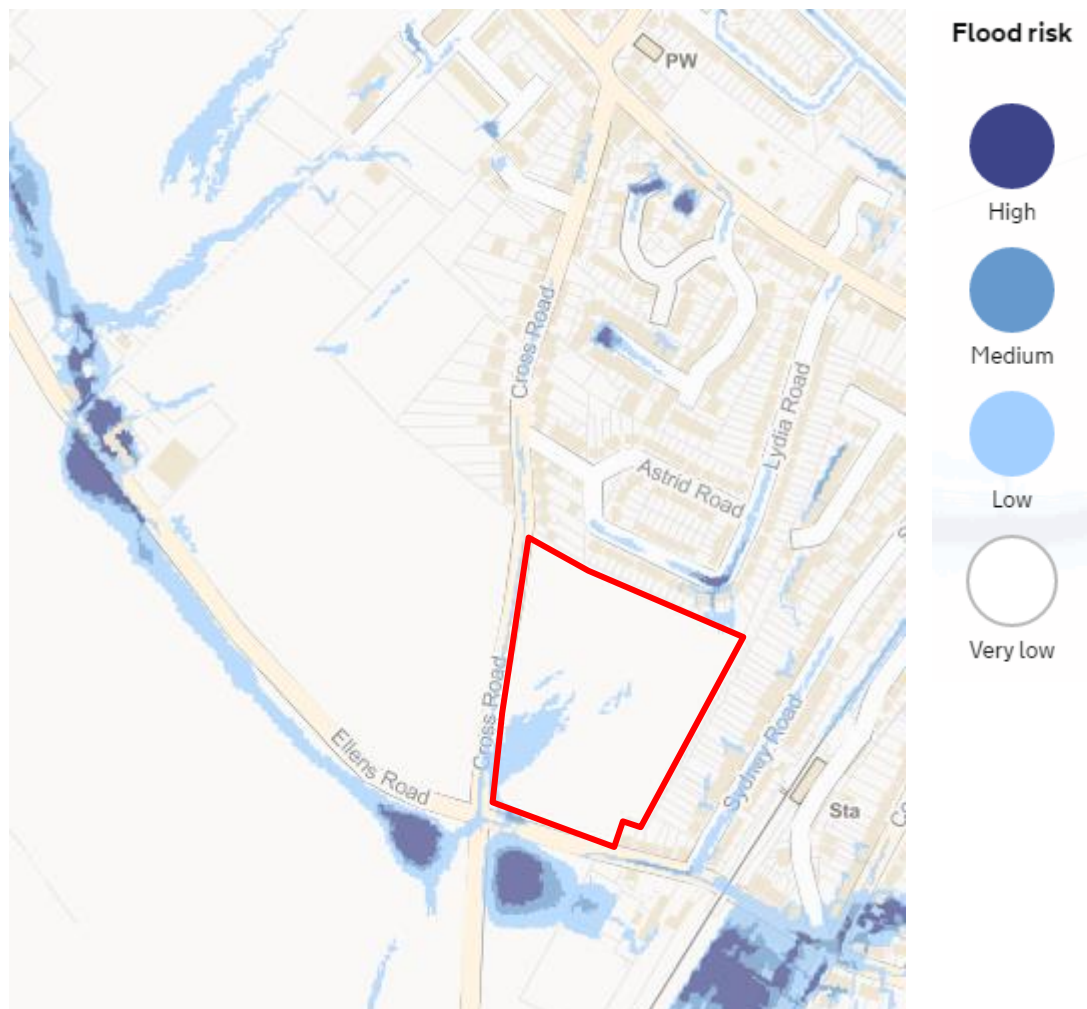 Flood risk
High
Medium
Low
Very low
PW
Cross Road
Lydia Road
Astrid Road
Cross Road
Ellens Road
Sydney Road
Sta
Co